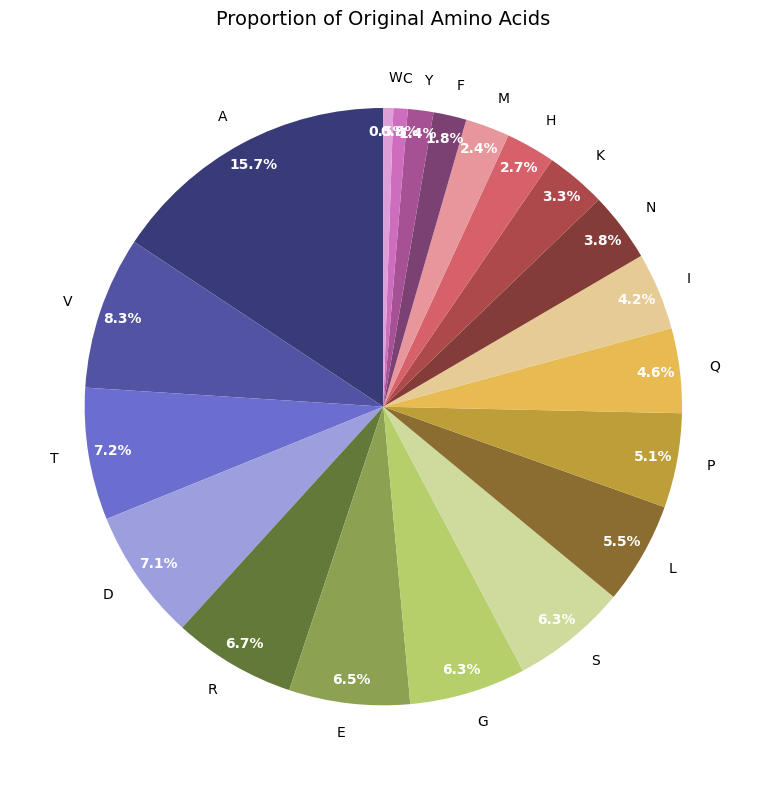 Proportion of Original Amino Acids
A
15.7%
V
8.3%
T
7.2%
D
7.1%
R
6.7%
E
6.5%
G
6.3%
S
6.3%
L
5.5%
P
5.1%
Q
4.6%
I
4.2%
N
3.8%
K
3.3%
H
2.7%
M
2.4%
F
1.8%
Y
1.4%
C
W